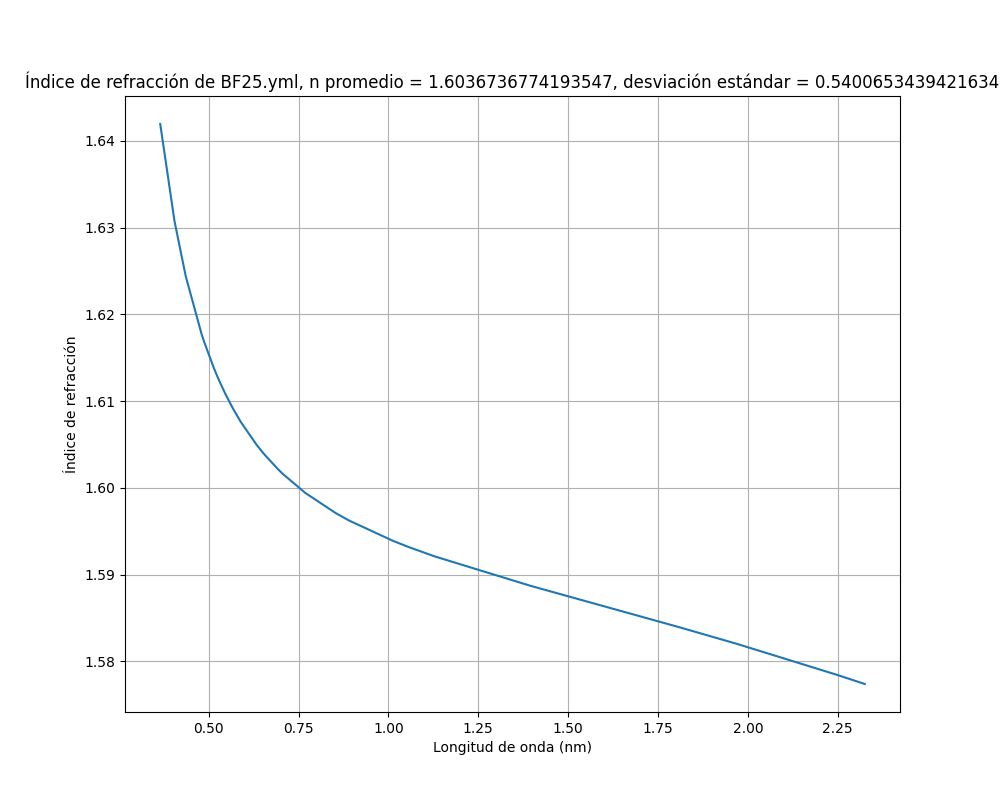 Índice de refracción de BF25.yml, n promedio = 1.6036736774193547, desviación estándar = 0.5400653439421634
1.64
1.63
1.62
1.61
1.60
1.59
1.58
Índice de refracción
0.50 0.75 1.00 1.25 1.50 1.75 2.00 2.25
Longitud de onda (nm)